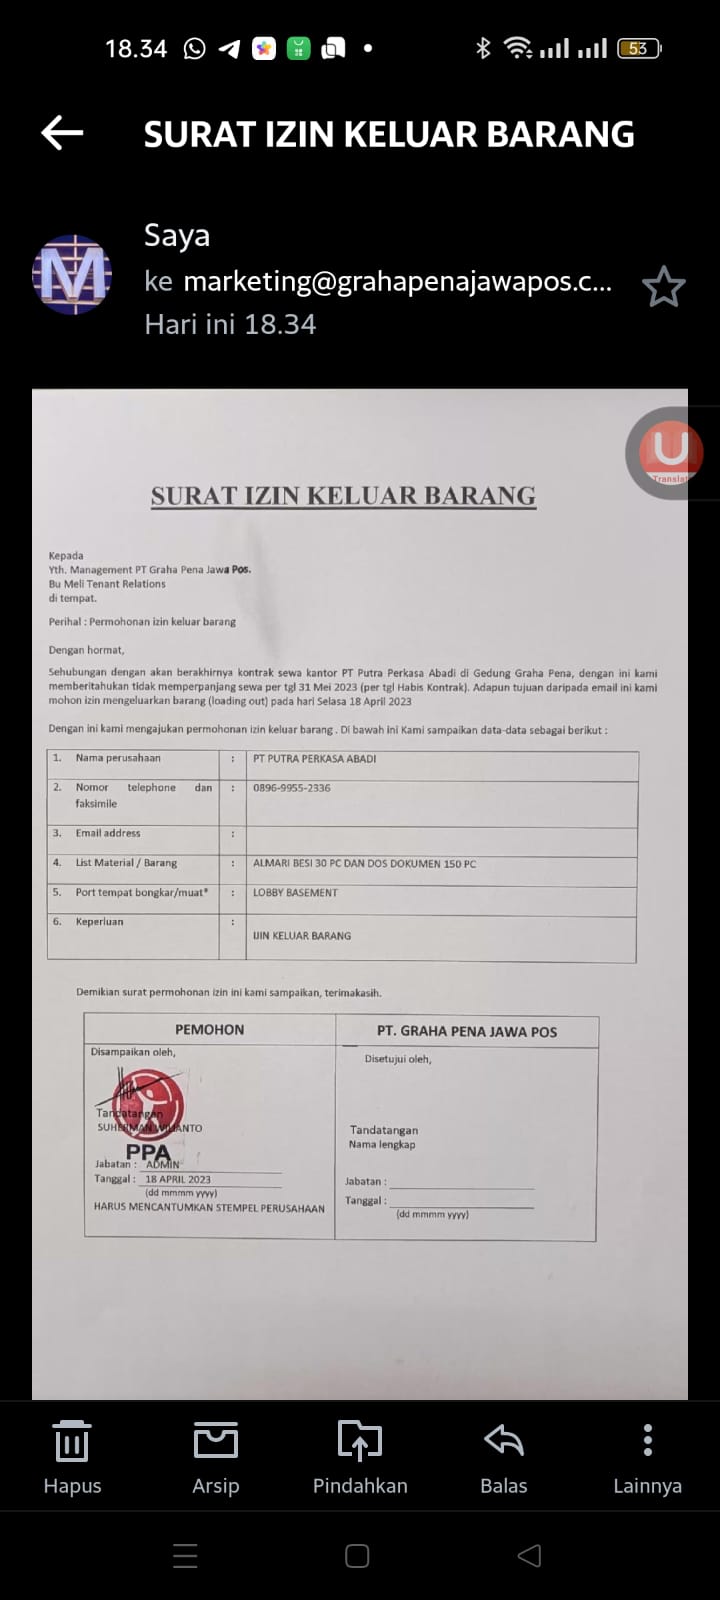 18.34
53
SURAT IZIN KELUAR BARANG
M
Saya
ke marketing@grahapenajawapos.c...
Hari ini 18.34
U
Translat
SURAT IZIN KELUAR BARANG
Kepada
Yth. Management PT Graha Pena Jawa Pos.
Bu Meli Tenant Relations
di tempat.
Perihal : Permohonan izin keluar barang
Dengan hormat,
Sehubungan dengan akan berakhirnya kontrak sewa kantor PT Putra Perkasa Abadi di Gedung Graha Pena, dengan ini kami
memberitahukan tidak memperpanjang sewa per tgl 31 Mei 2023 (per tgl Habis Kontrak). Adapun tujuan daripada email ini kami
mohon izin mengeluarkan barang (loading out) pada hari Selasa 18 April 2023
Dengan ini kami mengajukan permohonan izin keluar barang . Di bawah ini Kami sampaikan data-data sebagai berikut :
1. Nama perusahaan : PT PUTRA PERKASA ABADI
2. Nomor telephone dan : 0896-9955-2336
faksimile
3. Email address :
4. List Material / Barang : ALMARI BESI 30 PC DAN DOS DOKUMEN 150 PC
5. Port tempat bongkar/muat* : LOBBY BASEMENT
6. Keperluan :
IJIN KELUAR BARANG
Demikian surat permohonan izin ini kami sampaikan, terimakasih.
PEMOHON
Disampaikan oleh,
Tandatangan
SUHERMAN WILIANTO
PPA
Jabatan : ADMIN
Tanggal : 18 APRIL 2023
(dd mmmm yyyy)
HARUS MENCANTUMKAN STEMPEL PERUSAHAAN
PT. GRAHA PENA JAWA POS
Disetujui oleh,
Tandatangan
Nama lengkap
Jabatan :
Tanggal :
(dd mmmm yyyy)
Hapus
Arsip
Pindahkan
Balas
Lainnya